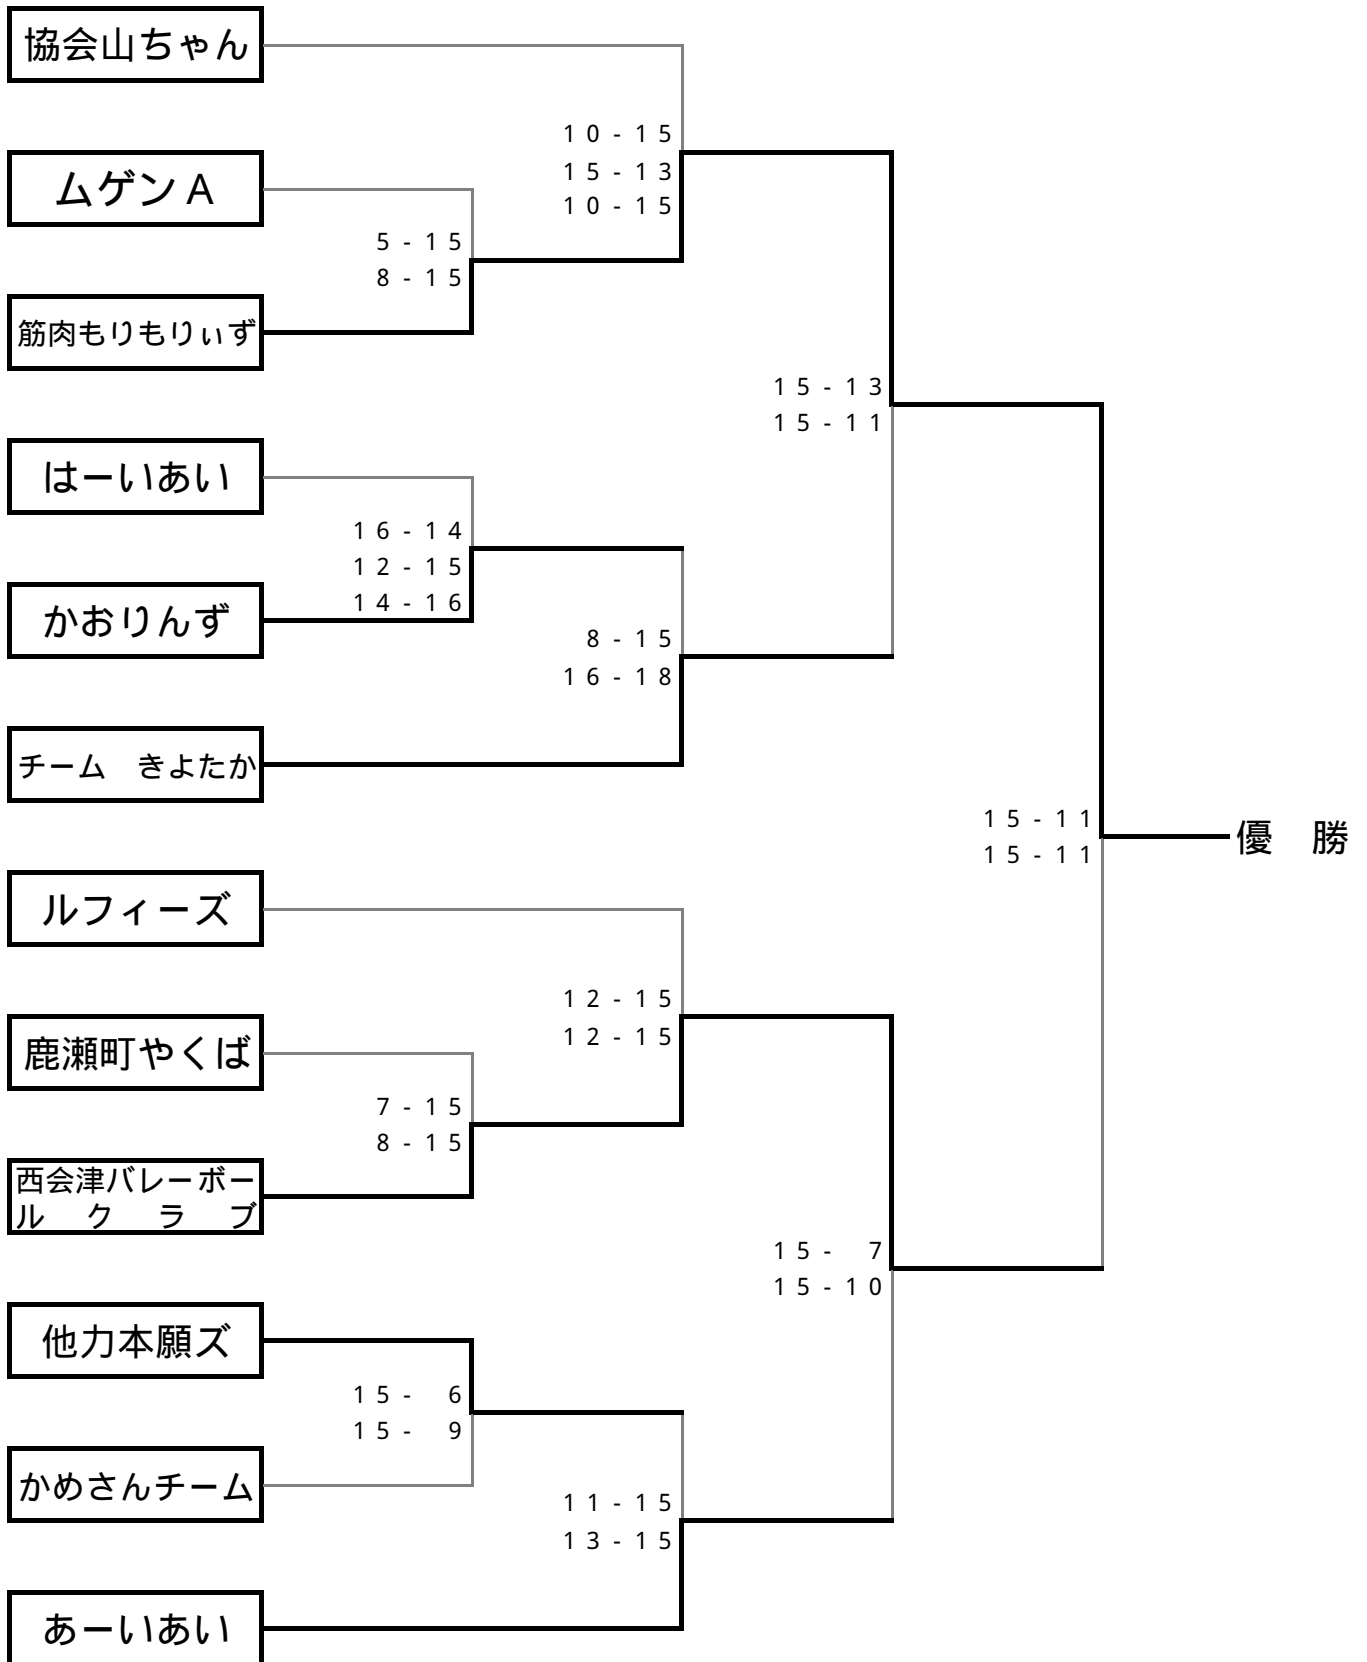 協会山ちゃん
10-15
15-13
10-15
ムゲンA
5-15
8-15
筋肉もりもりぃず
15-13
15-11
はーいあい
16-14
12-15
14-16
かおりんず
8-15
16-18
チーム　きよたか
15-11
15-11
優　勝
ルフィーズ
12-15
12-15
鹿瀬町やくば
7-15
8-15
西会津バレーボー
ルクラブ
15-　7
15-10
他力本願ズ
15-　6
15-　9
かめさんチーム
11-15
13-15
あーいあい